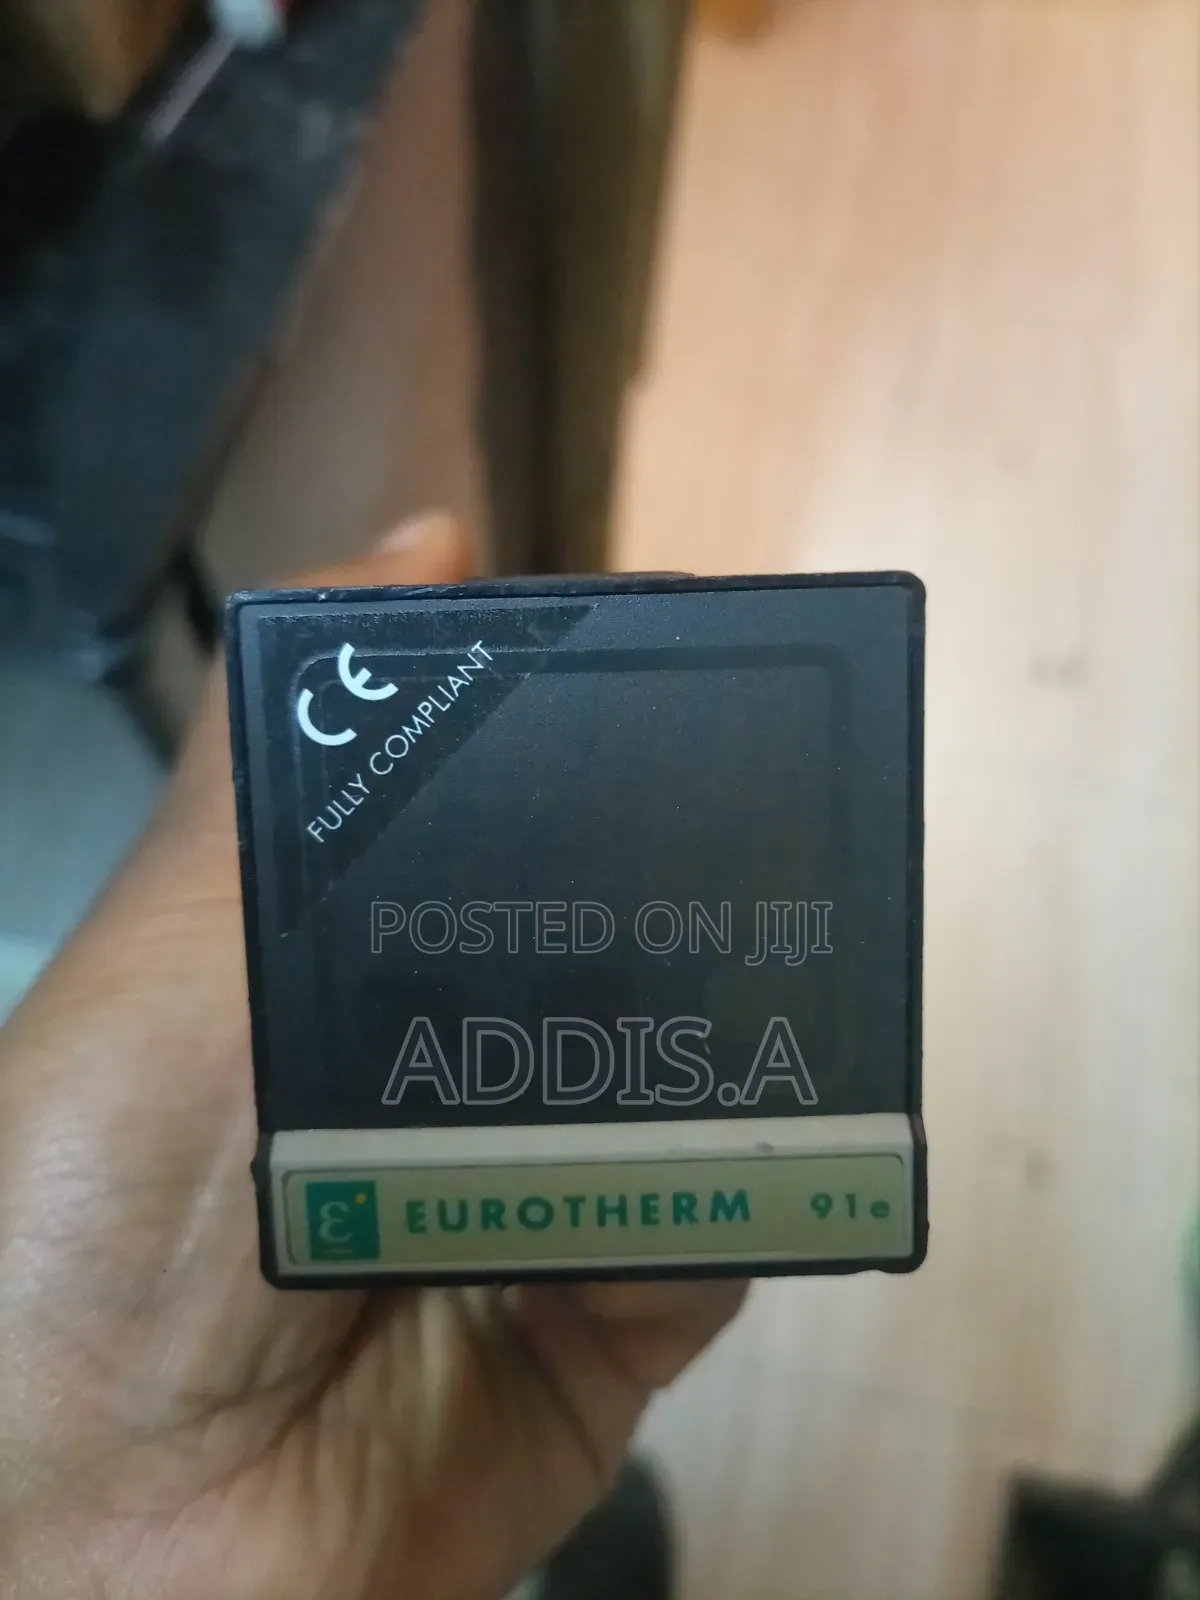 CE
FULLY COMPLIANT
POSTED ON JIJI
ADDIS.A
ε EUROTHERM 91e